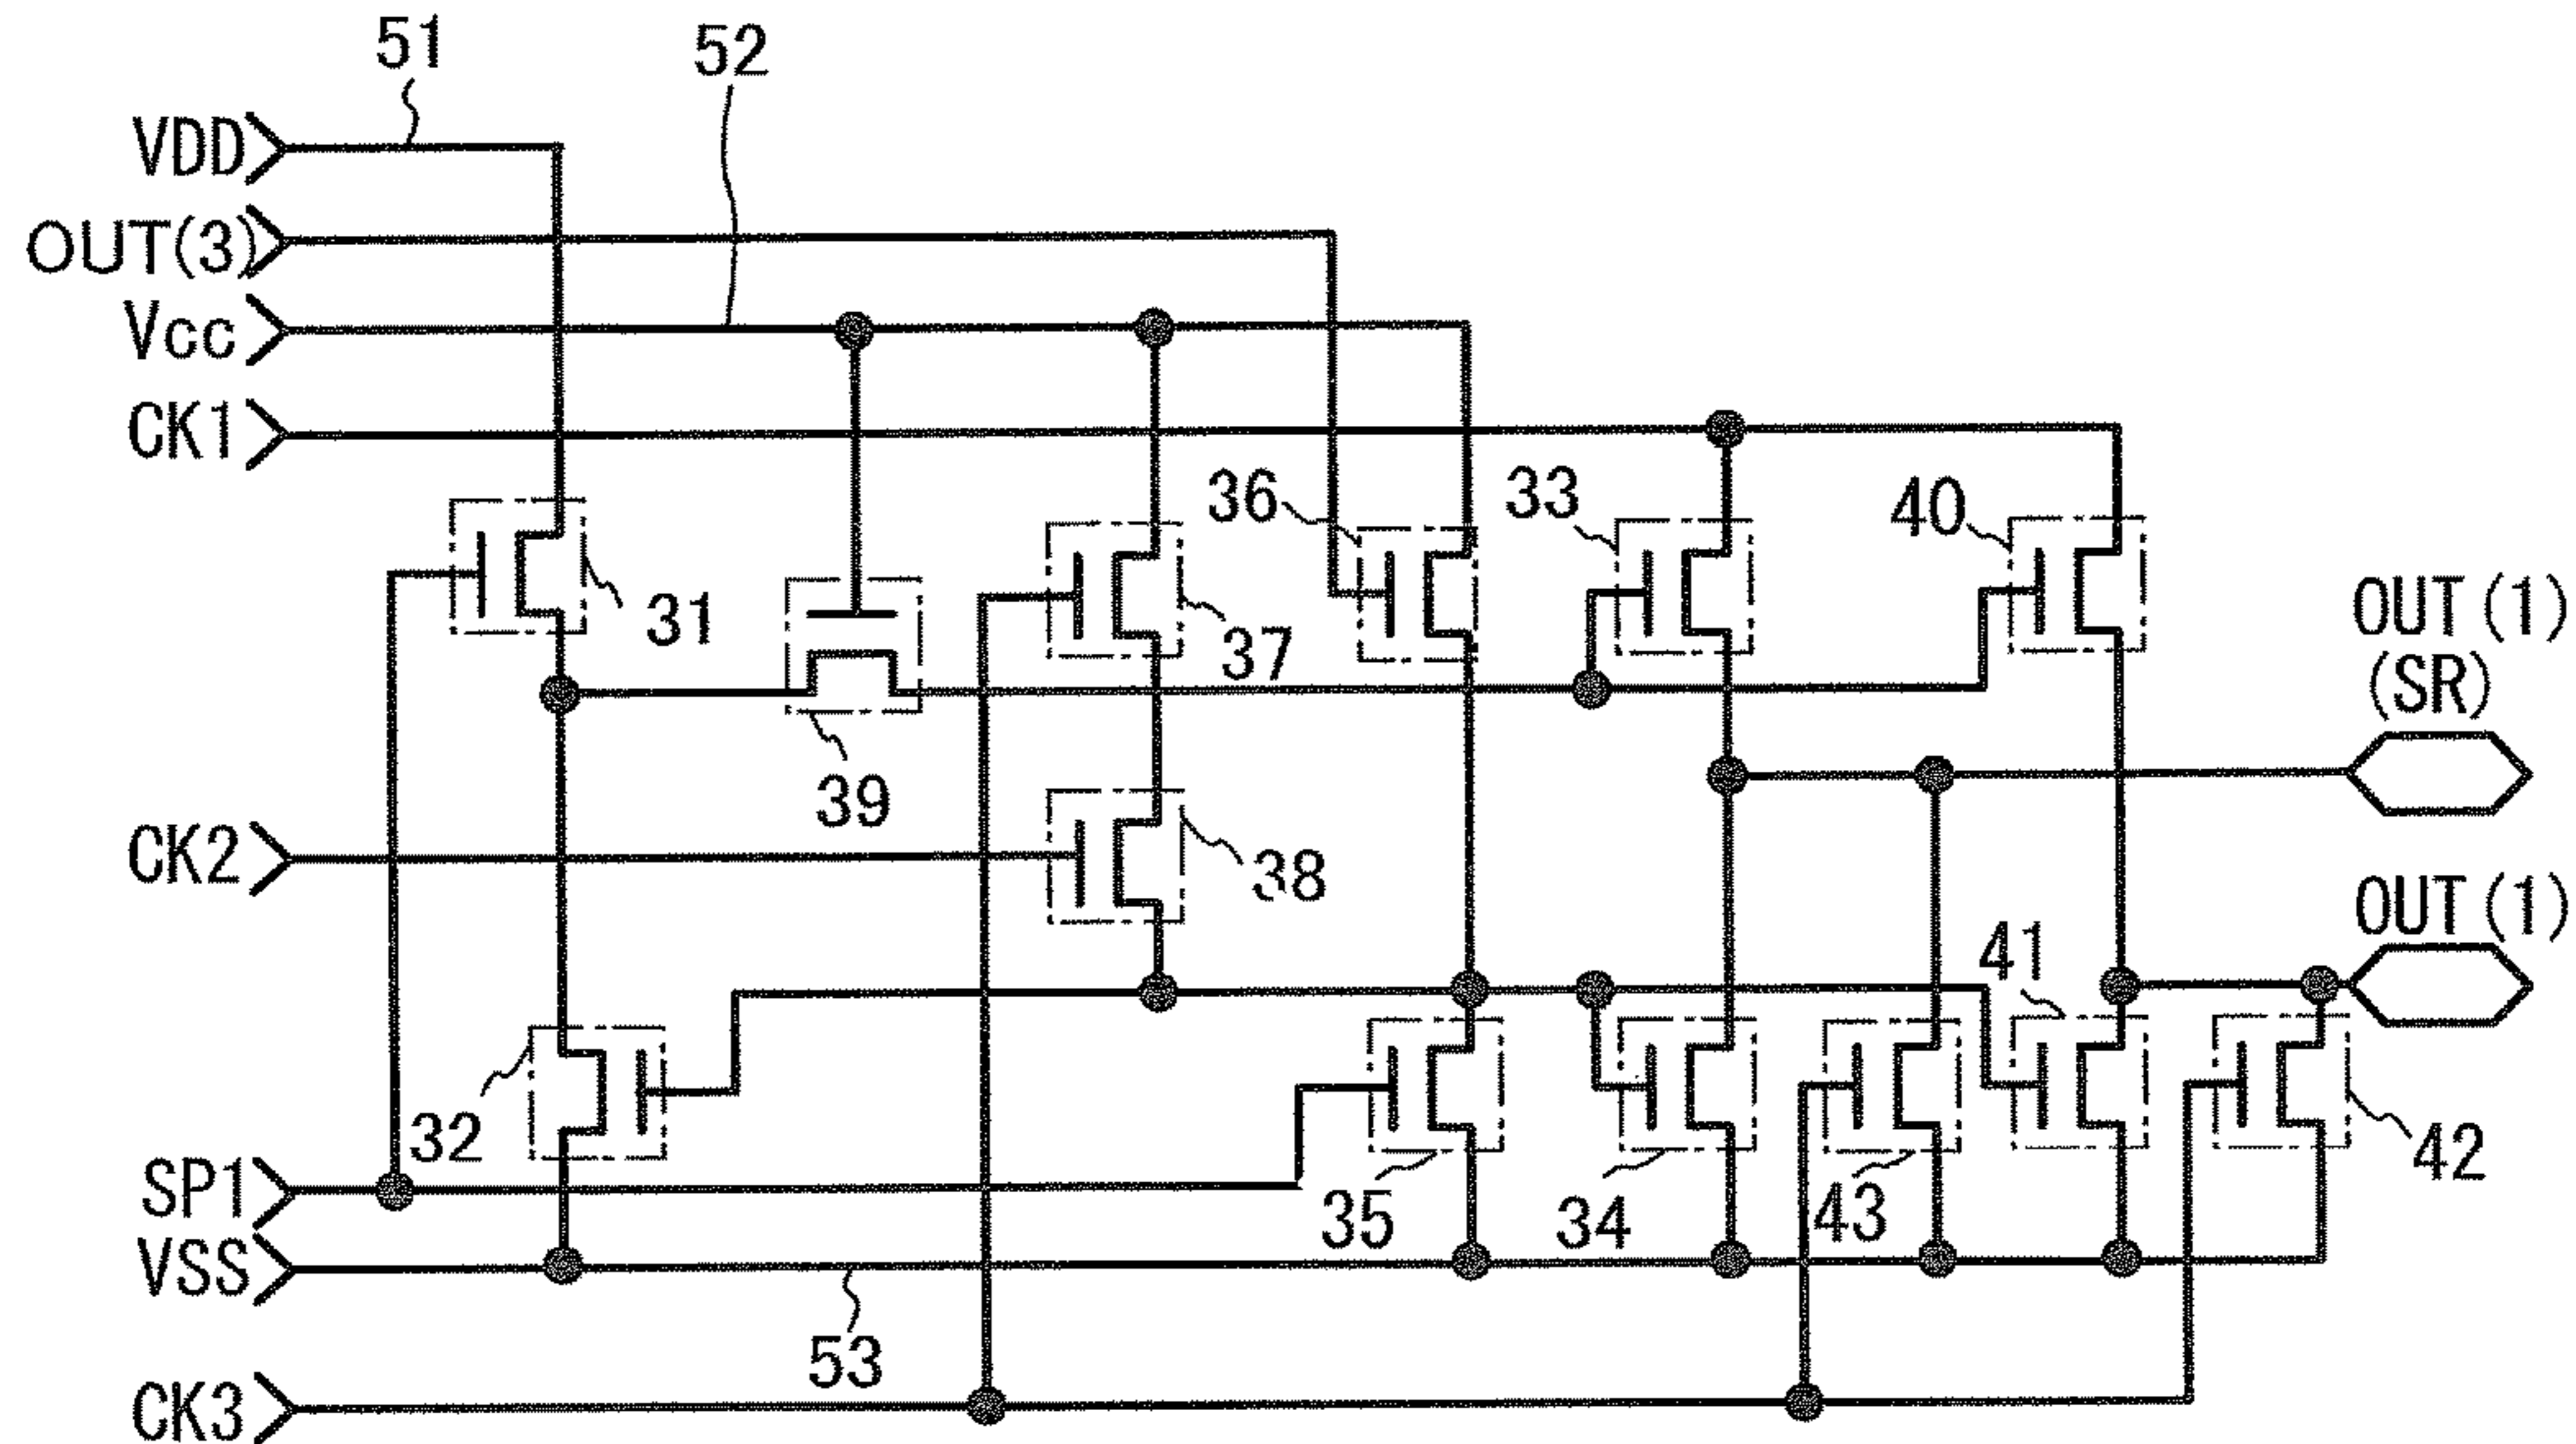 51
52
VDD
OUT(3)
Vcc
CK1
36
33
40
31
37
OUT(1)
(SR)
39
CK2
38
OUT(1)
41
32
SP1
35
34
43
42
VSS
53
CK3